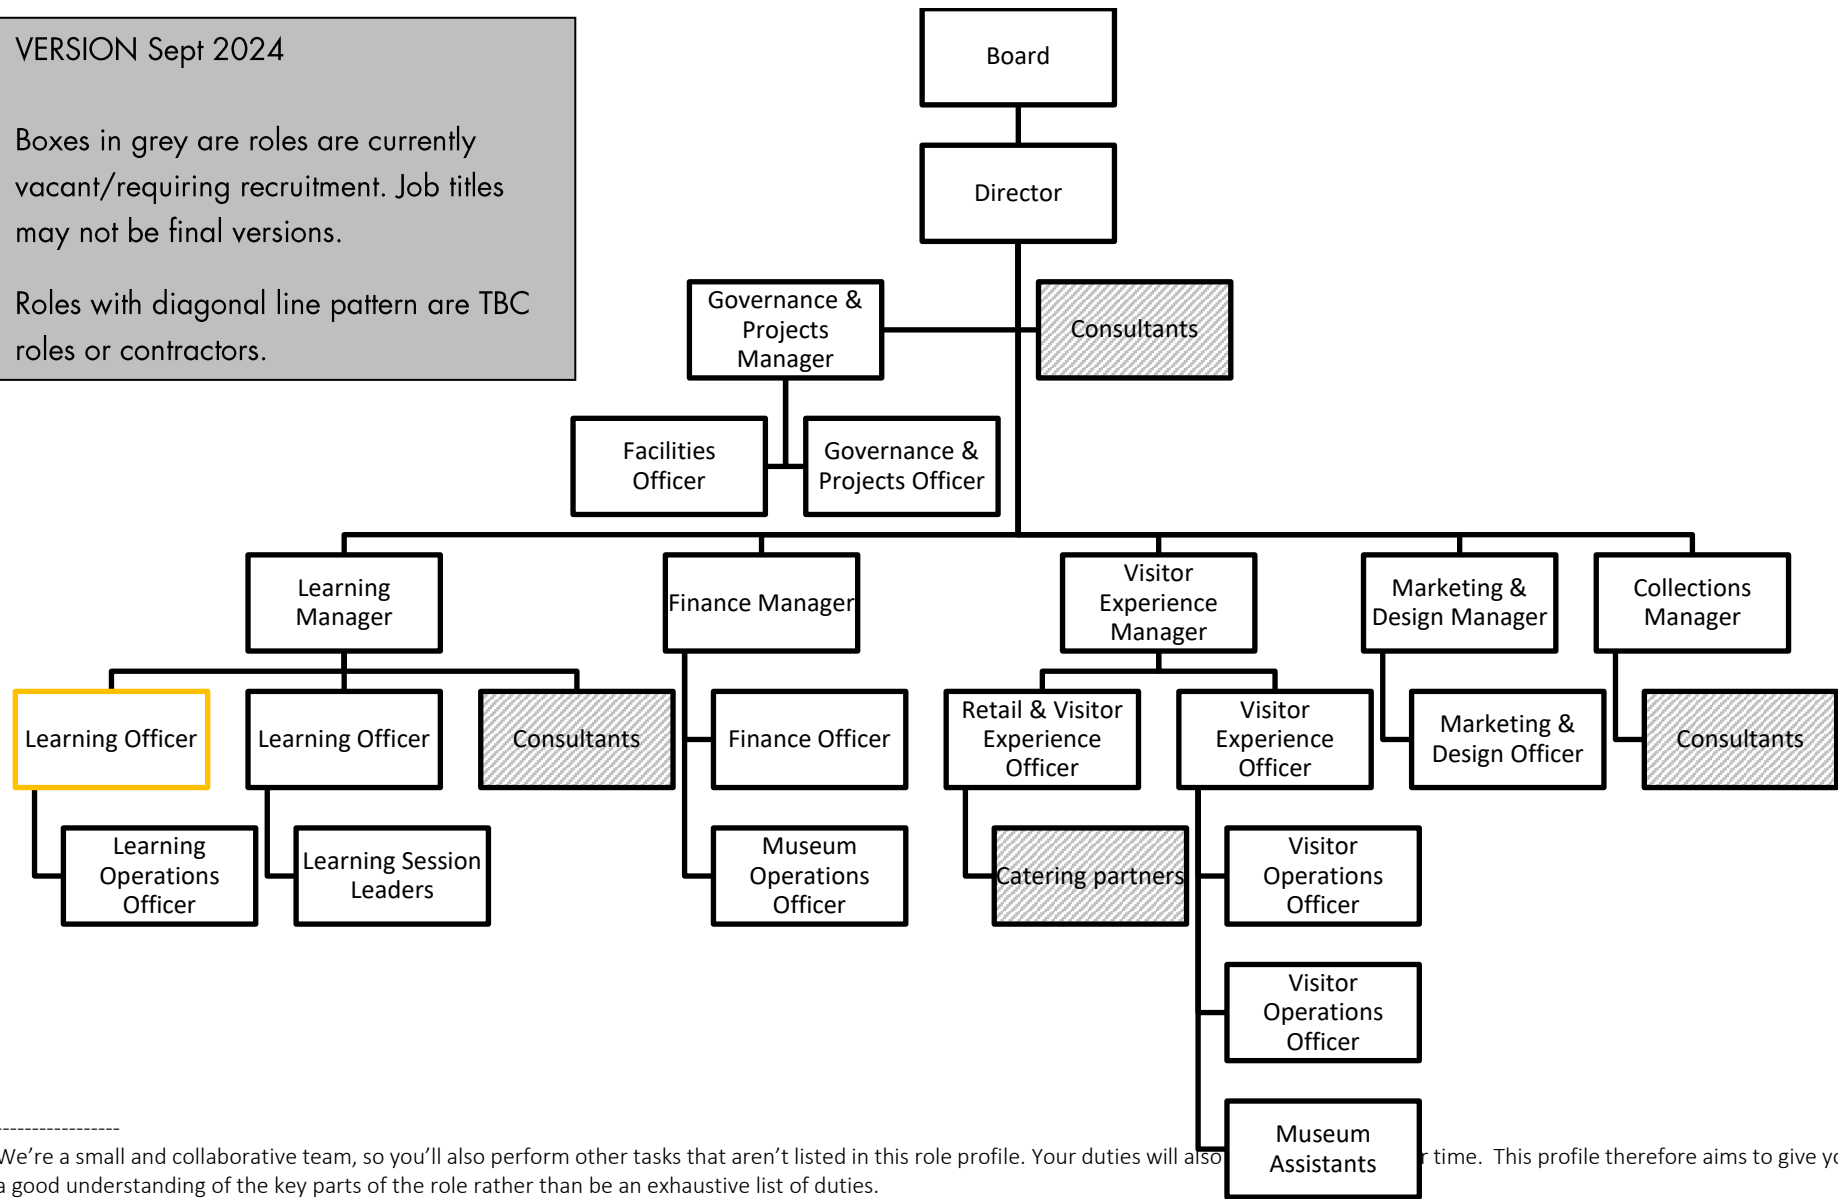 VERSION Sept 2024
Boxes in grey are roles are currently
vacant/requiring recruitment. Job titles
may not be final versions.
Roles with diagonal line pattern are TBC
roles or contractors.
Board
Director
Governance &
Projects
Manager
Consultants
Facilities
Officer
Governance &
Projects Officer
Learning
Manager
Finance Manager
Visitor
Experience
Manager
Marketing &
Design Manager
Collections
Manager
Learning Officer
Learning Officer
Consultants
Finance Officer
Retail & Visitor
Experience
Officer
Visitor
Experience
Officer
Marketing &
Design Officer
Consultants
Learning
Operations
Officer
Learning Session
Leaders
Museum
Operations
Officer
Catering partners
Visitor
Operations
Officer
Visitor
Operations
Officer
Museum
Assistants
-----------------
We’re a small and collaborative team, so you’ll also perform other tasks that aren’t listed in this role profile. Your duties will also time. This profile therefore aims to give
a good understanding of the key parts of the role rather than be an exhaustive list of duties.